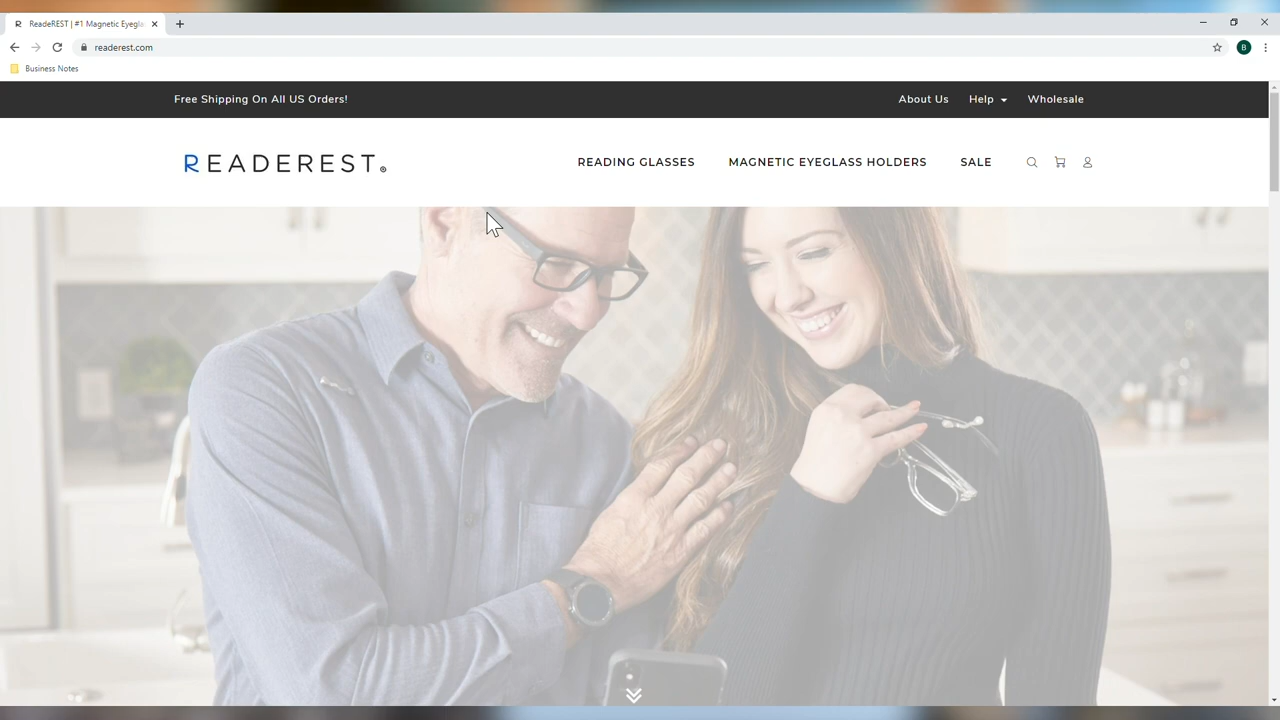 ReadeREST | #1 Magnetic Eyegla
readerest.com
B
Business Notes
Free Shipping On All US Orders!
About Us Help Wholesale
READEREST®
READING GLASSES MAGNETIC EYEGLASS HOLDERS SALE